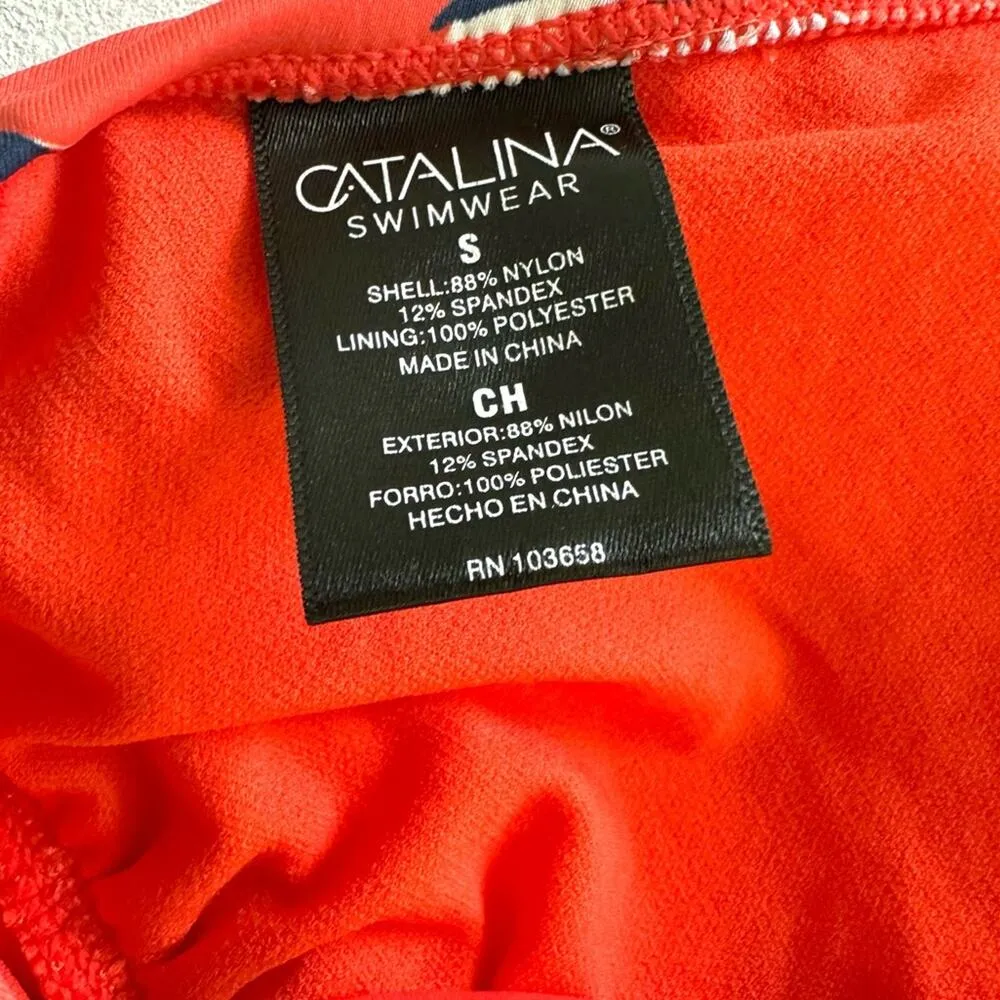 CATALINA®
SWIMWEAR
S
SHELL:88% NYLON
12% SPANDEX
LINING:100% POLYESTER
MADE IN CHINA
CH
EXTERIOR:88% NILON
12% SPANDEX
FORRO:100% POLIESTER
HECHO EN CHINA
RN 103658